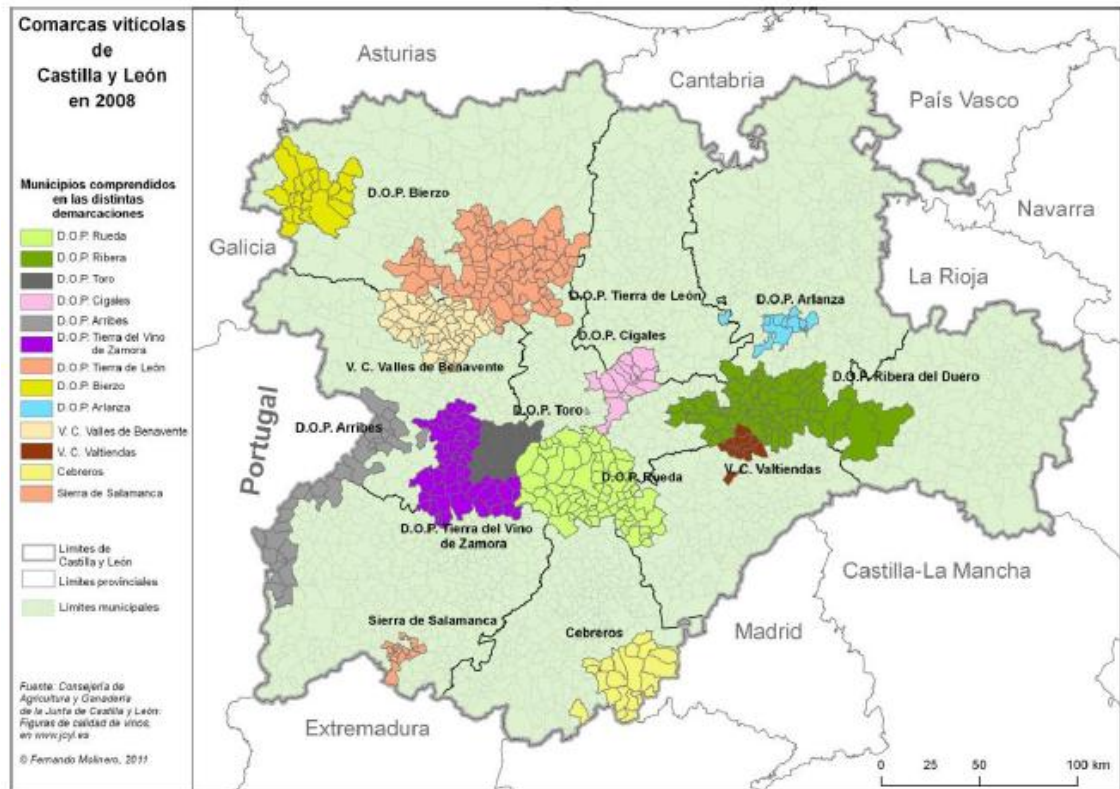 Comarcas vitícolas
de
Castilla y León
en 2008
Municipios comprendidos
en las distintas
demarcaciones
D.O.P. Rueda
D.O.P. Ribera
D.O.P. Toro
D.O.P. Cigales
D.O.P. Arribes
D.O.P. Tierra del Vino
de Zamora
D.O.P. Tierra de León
D.O.P. Bierzo
D.O.P. Arlanza
V. C. Valles de Benavente
V. C. Valtiendas
Cebreros
Sierra de Salamanca
Límites de
Castilla y León
Límites provinciales
Límites municipales
Fuente: Consejería de
Agricultura y Ganadería
de la Junta de Castilla y León:
Figuras de calidad de vinos,
en www.jcyl.es
© Fernando Molinero, 2011
Asturias
Cantabria
País Vasco
Navarra
La Rioja
Galicia
Portugal
Extremadura
Madrid
Castilla-La Mancha
D.O.P. Bierzo
D.O.P. Tierra de León
D.O.P. Arlanza
D.O.P. Cigales
V. C. Valles de Benavente
D.O.P. Ribera del Duero
D.O.P. Toro
D.O.P. Arribes
D.O.P. Rueda
V. C. Valtiendas
D.O.P. Tierra del Vino
de Zamora
Sierra de Salamanca
Cebreros
0 25 50 100 km